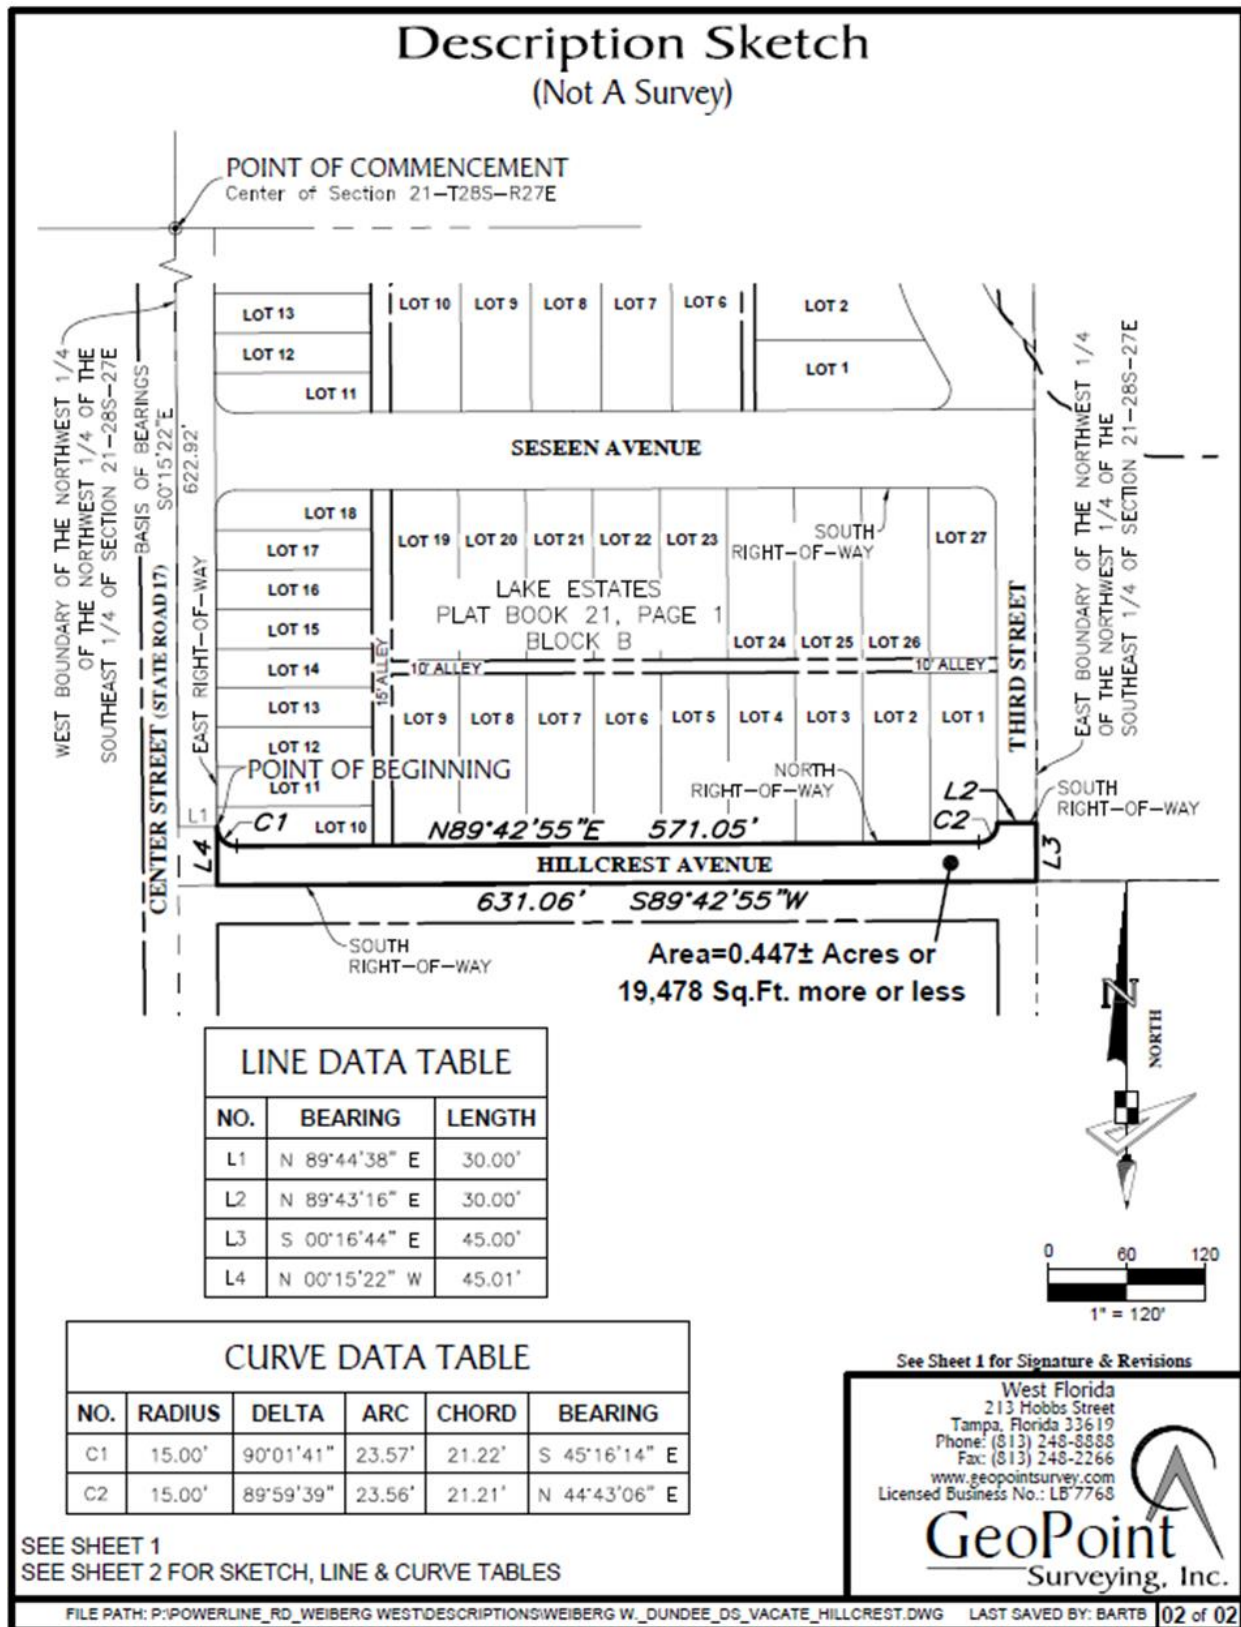 Description Sketch
(Not A Survey)
POINT OF COMMENCEMENT
Center of Section 21-T28S-R27E
WEST BOUNDARY OF THE NORTHWEST 1/4
OF THE NORTHWEST 1/4 OF THE
SOUTHEAST 1/4 OF SECTION 21-28S-27E
BASIS OF BEARINGS
S0°15'22"E
622.92'
CENTER STREET (STATE ROAD 17)
EAST RIGHT-OF-WAY
LOT 13
LOT 12
LOT 11
LOT 10
LOT 9
LOT 8
LOT 7
LOT 6
LOT 2
LOT 1
SESEEN AVENUE
LOT 18
LOT 17
LOT 16
LOT 15
LOT 14
LOT 13
LOT 12
LOT 11
LOT 10
15' ALLEY
LOT 19
LOT 20
LOT 21
LOT 22
LOT 23
SOUTH
RIGHT-OF-WAY
LOT 27
LAKE ESTATES
PLAT BOOK 21, PAGE 1
BLOCK B
LOT 24
LOT 25
LOT 26
10' ALLEY
10' ALLEY
LOT 9
LOT 8
LOT 7
LOT 6
LOT 5
LOT 4
LOT 3
LOT 2
LOT 1
THIRD STREET
EAST BOUNDARY OF THE NORTHWEST 1/4
OF THE NORTHWEST 1/4 OF THE
SOUTHEAST 1/4 OF SECTION 21-28S-27E
POINT OF BEGINNING
NORTH
RIGHT-OF-WAY
L2
SOUTH
RIGHT-OF-WAY
L1
C1
N89°42'55"E 571.05'
C2
L4
HILLCREST AVENUE
L3
631.06' S89°42'55"W
SOUTH
RIGHT-OF-WAY
Area=0.447± Acres or
19,478 Sq.Ft. more or less
N
NORTH
LINE DATA TABLE
NO. BEARING LENGTH
L1 N 89°44'38" E 30.00'
L2 N 89°43'16" E 30.00'
L3 S 00°16'44" E 45.00'
L4 N 00°15'22" W 45.01'
0 60 120
1" = 120'
CURVE DATA TABLE
NO. RADIUS DELTA ARC CHORD BEARING
C1 15.00' 90°01'41" 23.57' 21.22' S 45°16'14" E
C2 15.00' 89°59'39" 23.56' 21.21' N 44°43'06" E
See Sheet 1 for Signature & Revisions
West Florida
213 Hobbs Street
Tampa, Florida 33619
Phone: (813) 248-8888
Fax: (813) 248-2266
www.geopointsurvey.com
Licensed Business No.: LB 7768
GeoPoint
Surveying, Inc.
SEE SHEET 1
SEE SHEET 2 FOR SKETCH, LINE & CURVE TABLES
FILE PATH: P:\POWERLINE_RD_WEIBERG WEST\DESCRIPTIONS\WEIBERG W._DUNDEE_DS_VACATE_HILLCREST.DWG LAST SAVED BY: BARTB 02 of 02